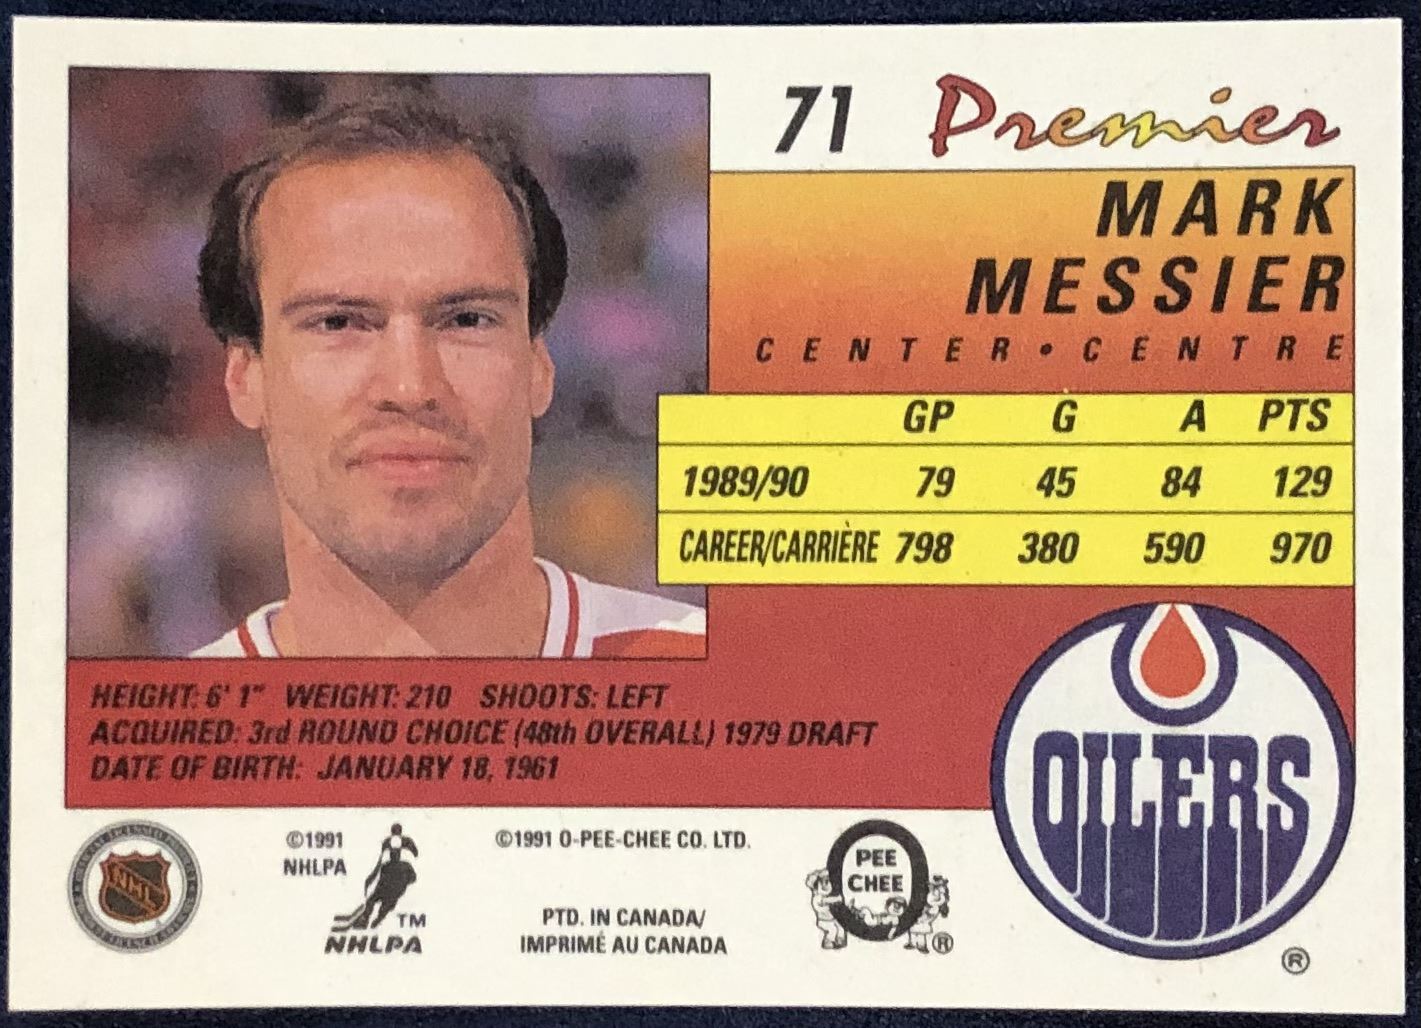 71 Premier
MARK
MESSIER
CENTER • CENTRE
GP G A PTS
1989/90 79 45 84 129
CAREER/CARRIÈRE 798 380 590 970
HEIGHT: 6' 1" WEIGHT: 210 SHOOTS: LEFT
ACQUIRED: 3rd ROUND CHOICE (48th OVERALL) 1979 DRAFT
DATE OF BIRTH: JANUARY 18, 1961
OILERS
®
NHL
©1991
NHLPA
TM
NHLPA
©1991 O-PEE-CHEE CO. LTD.
PTD. IN CANADA/
IMPRIMÉ AU CANADA
O
PEE
CHEE
®